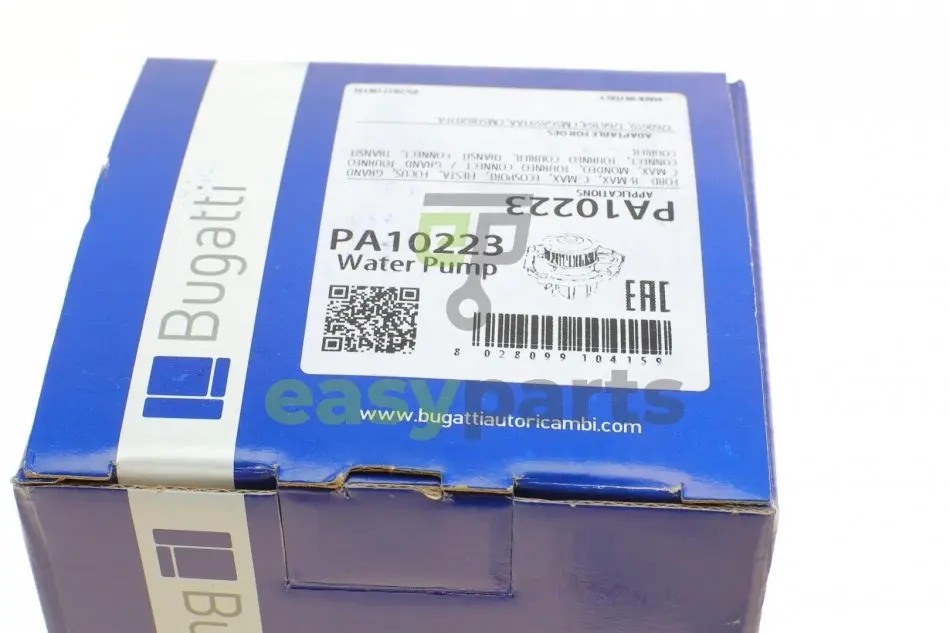 Bugatti
MADE IN ITALY
ADAPTABLE FOR OES
FORD B-MAX, C-MAX, ECOSPORT, FIESTA, FOCUS, GRAND
C-MAX, MONDEO, TOURNEO CONNECT / GRAND TOURNEO
CONNECT, TOURNEO COURIER, TRANSIT CONNECT, TRANSIT
COURIER
APPLICATIONS
PA10223
PA10223
Water Pump
EAC
8 028099 104159
easyparts
www.bugattiautoricambi.com
Bu